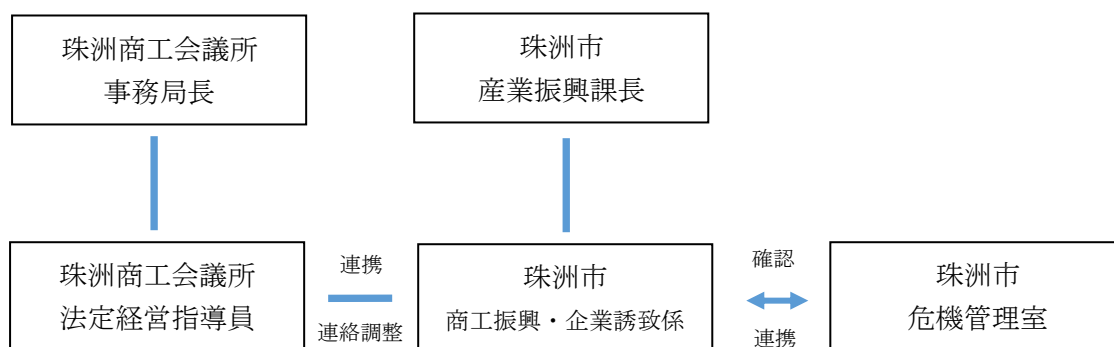 珠洲商工会議所
事務局長
珠洲市
産業振興課長
珠洲商工会議所
法定経営指導員
連携
連絡調整
珠洲市
商工振興・企業誘致係
確認
連携
珠洲市
危機管理室